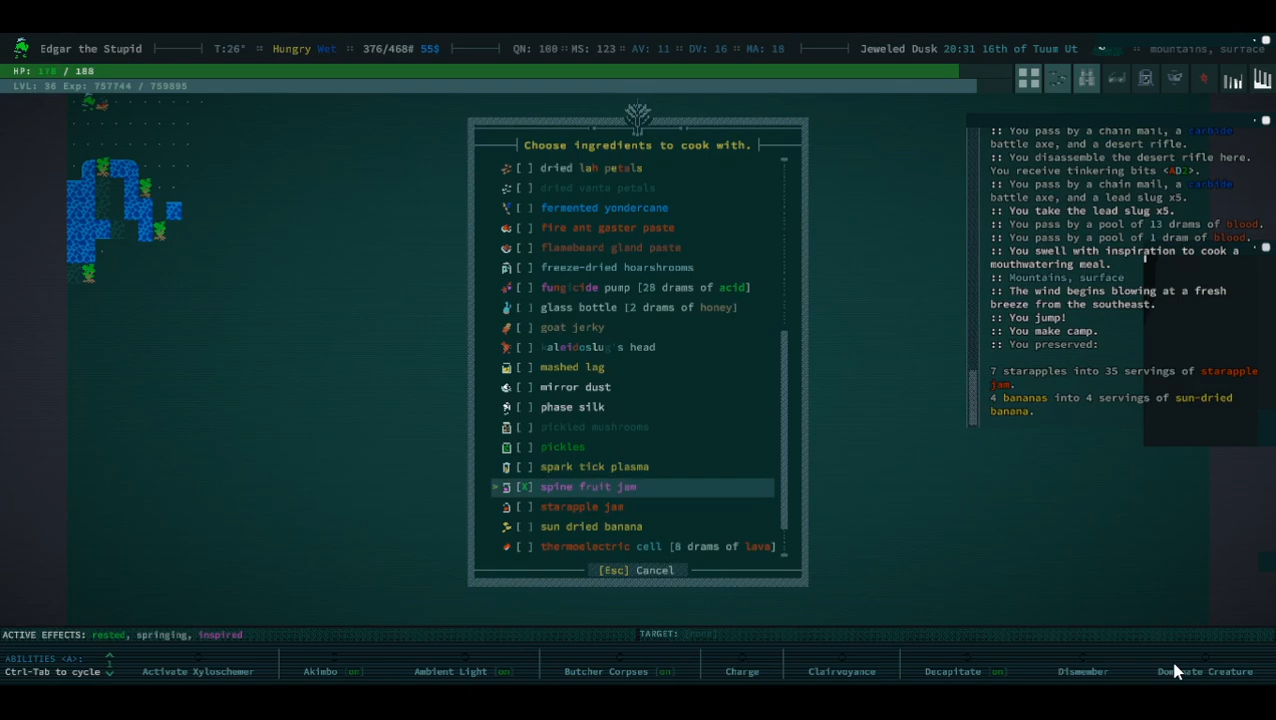 Edgar the Stupid T:26° :: Hungry Wet :: 376/468# 55$ QN: 100 :: MS: 123 :: AV: 11 :: DV: 16 :: MA: 18 Jeweled Dusk 20:31 16th of Tuum Ut :: mountains, surface
HP: 178 / 188
LVL: 36 Exp: 757744 / 759895
Choose ingredients to cook with.
[ ] dried lah petals
[ ] dried vanta petals
[ ] fermented yondercane
[ ] fire ant gaster paste
[ ] flamebeard gland paste
[ ] freeze-dried hoarshrooms
[ ] fungicide pump [28 drams of acid]
[ ] glass bottle [2 drams of honey]
[ ] goat jerky
[ ] kaleidoslug's head
[ ] mashed lag
[ ] mirror dust
[ ] phase silk
[ ] pickled mushrooms
[ ] pickles
[ ] spark tick plasma
> [X] spine fruit jam
[ ] starapple jam
[ ] sun dried banana
[ ] thermoelectric cell [8 drams of lava]
[Esc] Cancel
:: You pass by a chain mail, a carbide
battle axe, and a desert rifle.
:: You disassemble the desert rifle here.
You receive tinkering bits <AD2>.
:: You pass by a chain mail, a carbide
battle axe, and a lead slug x5.
:: You take the lead slug x5.
:: You pass by a pool of 13 drams of blood.
:: You pass by a pool of 1 dram of blood.
:: You swell with inspiration to cook a
mouthwatering meal.
:: Mountains, surface
:: The wind begins blowing at a fresh
breeze from the southeast.
:: You jump!
:: You make camp.
:: You preserved:
7 starapples into 35 servings of starapple
jam.
4 bananas into 4 servings of sun-dried
banana.
ACTIVE EFFECTS: rested, springing, inspired
TARGET: [none]
ABILITIES <A>: 1
Ctrl-Tab to cycle Activate Xyloschemer Akimbo [on] Ambient Light [on] Butcher Corpses [on] Charge Clairvoyance Decapitate [on] Dismember Dominate Creature